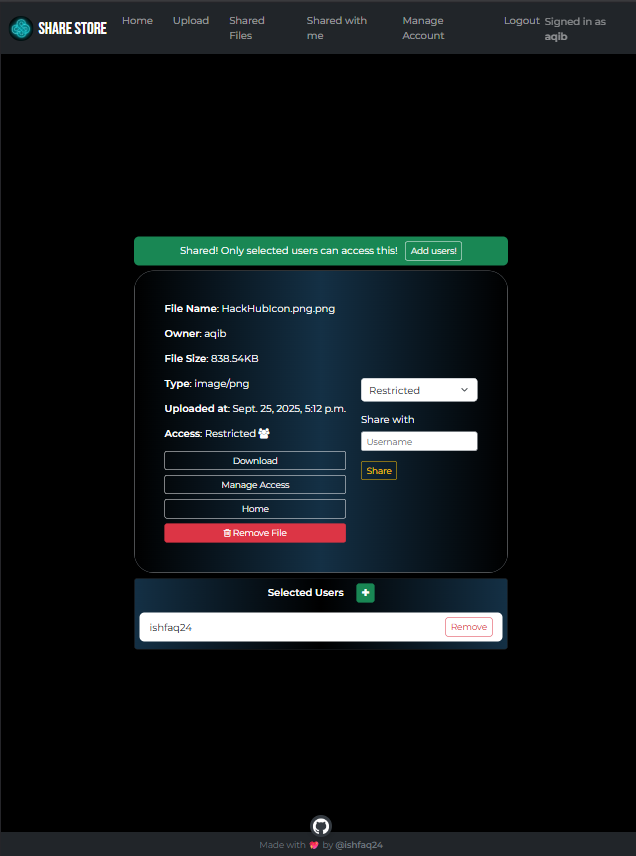 SHARE STORE
Home
Upload
Shared
Files
Shared with
me
Manage
Account
Logout
Signed in as
aqib
Shared! Only selected users can access this!
Add users!
File Name: HackHubIcon.png.png
Owner: aqib
File Size: 838.54KB
Type: image/png
Uploaded at: Sept. 25, 2025, 5:12 p.m.
Access: Restricted
Download
Manage Access
Home
Remove File
Restricted
Share with
Username
Share
Selected Users
ishfaq24
Remove
Made with 💖 by @ishfaq24